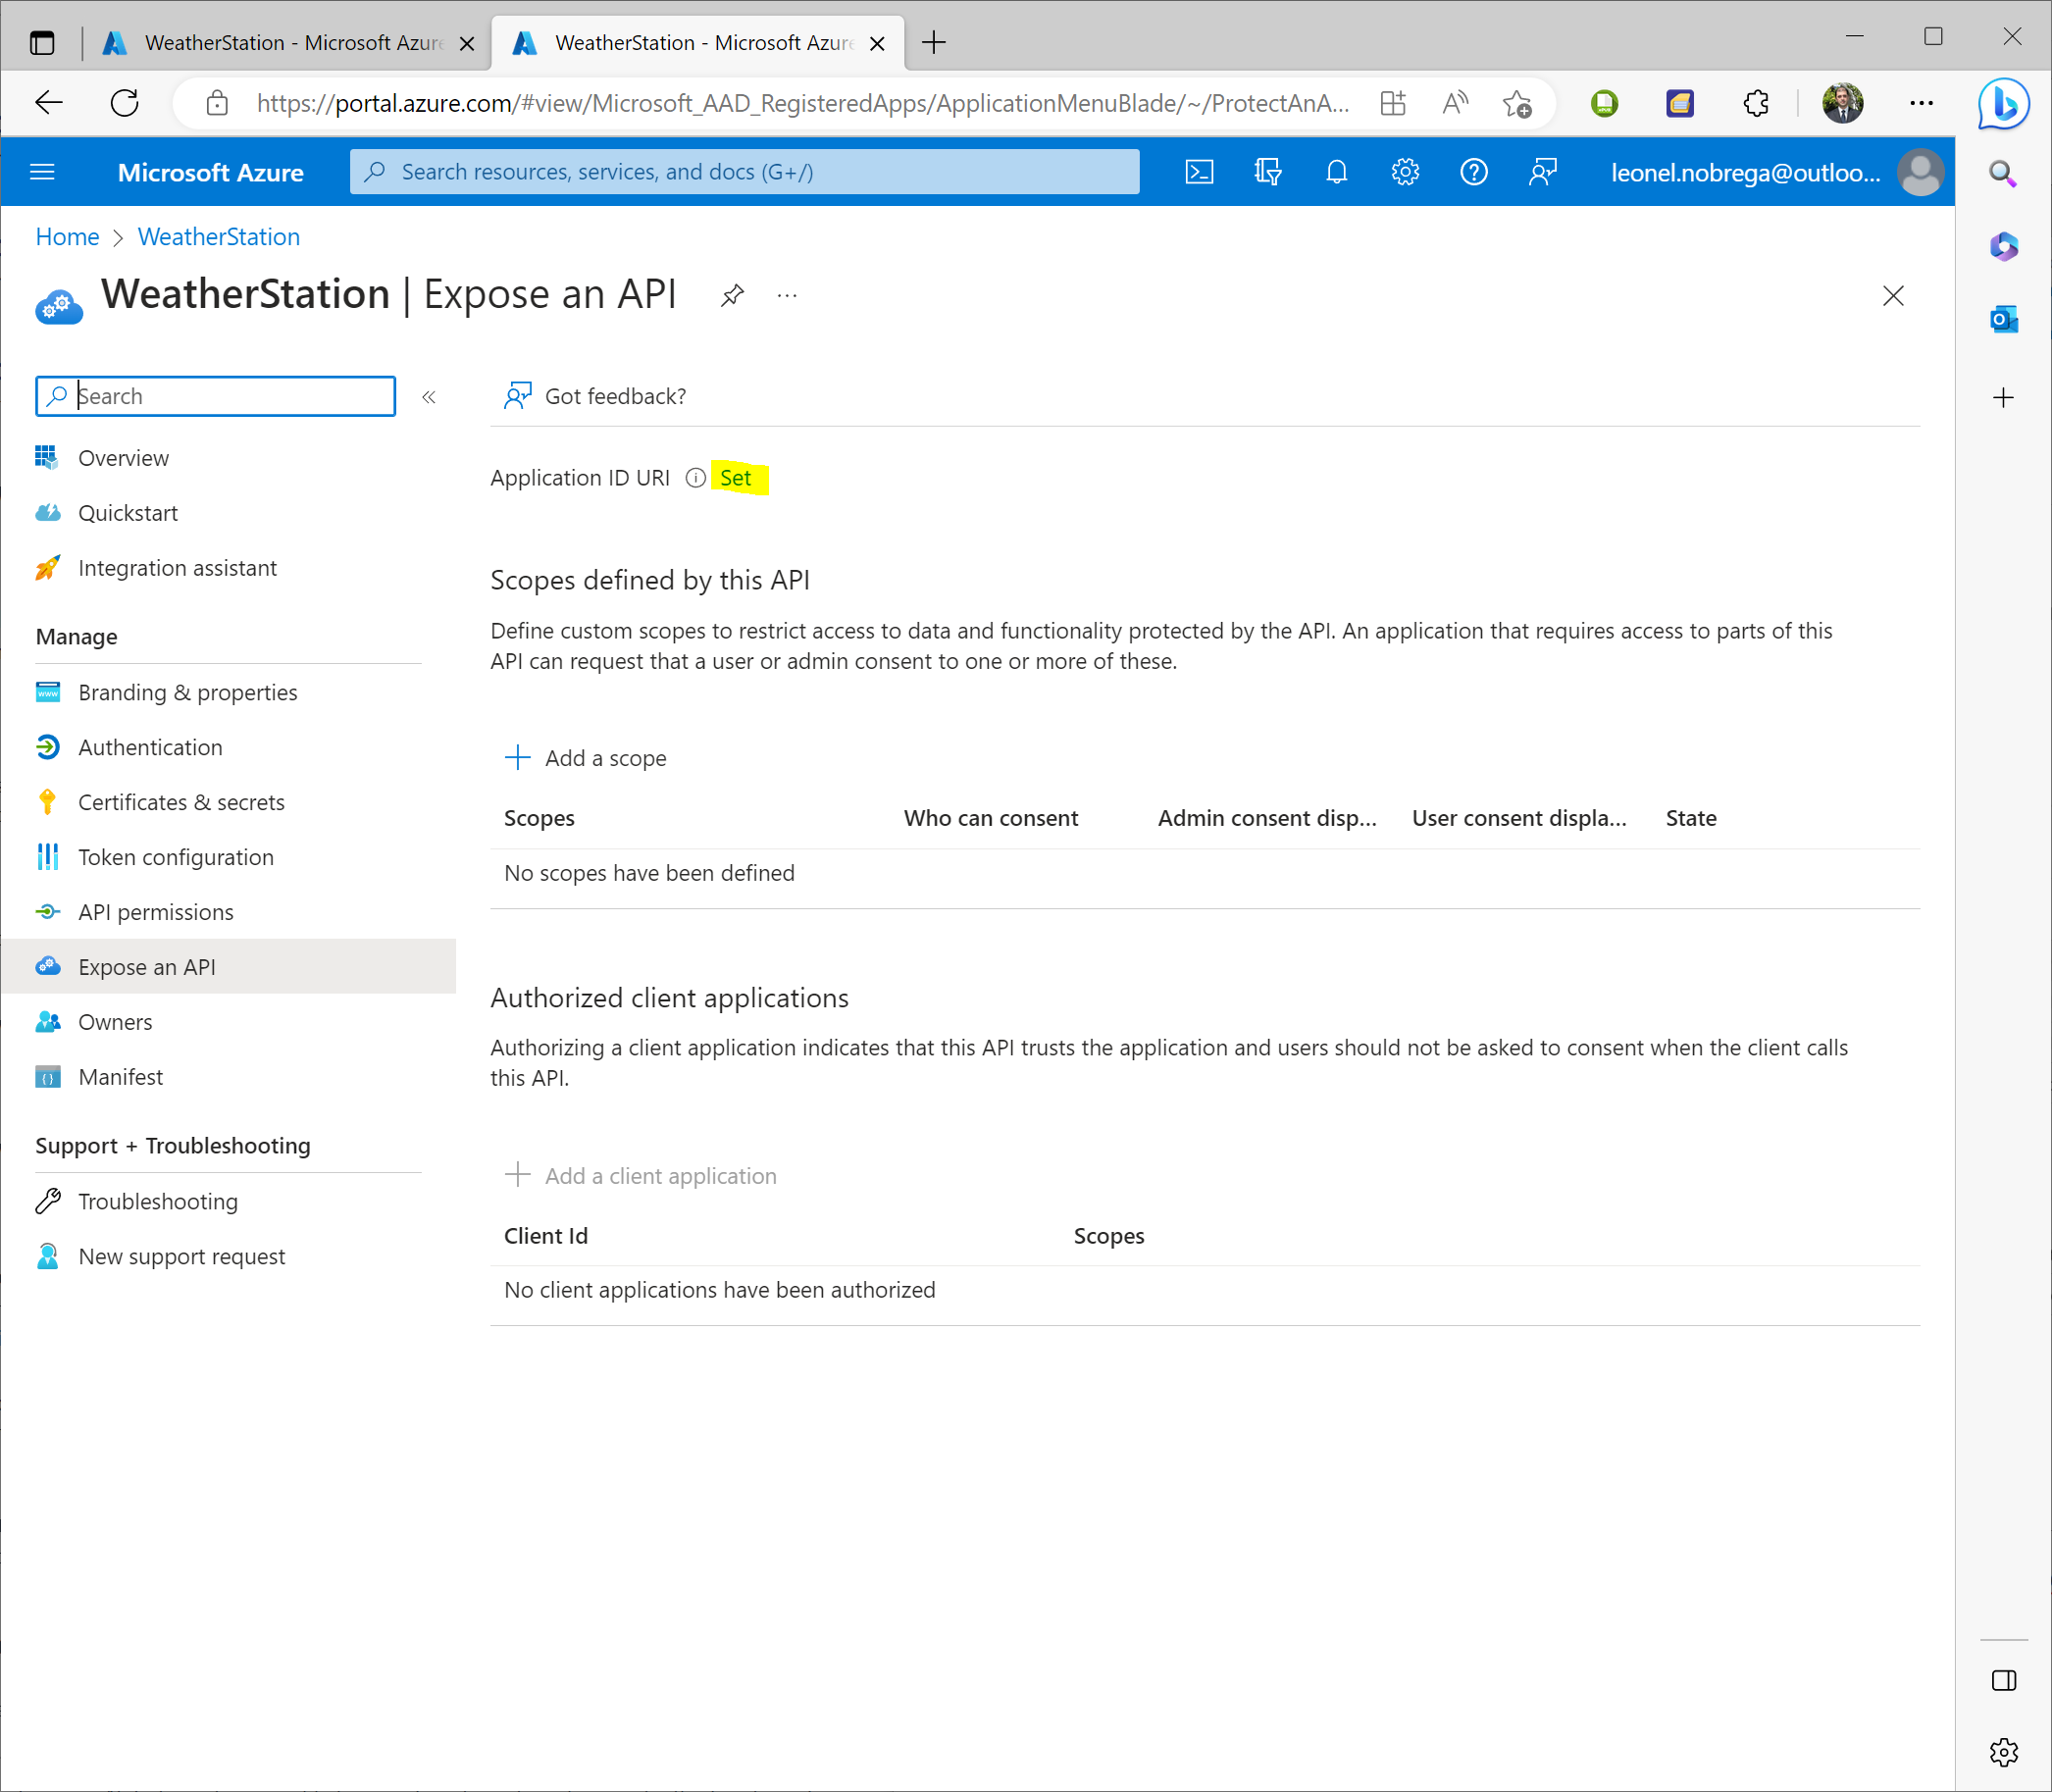 WeatherStation - Microsoft Azure
WeatherStation - Microsoft Azure
https://portal.azure.com/#view/Microsoft_AAD_RegisteredApps/ApplicationMenuBlade/~/ProtectAnA...
Microsoft Azure
Search resources, services, and docs (G+/)
leonel.nobrega@outloo...
Home
WeatherStation
WeatherStation | Expose an API
Search
Overview
Quickstart
Integration assistant
Manage
Branding & properties
Authentication
Certificates & secrets
Token configuration
API permissions
Expose an API
Owners
Manifest
Support + Troubleshooting
Troubleshooting
New support request
Got feedback?
Application ID URI Set
Scopes defined by this API
Define custom scopes to restrict access to data and functionality protected by the API. An application that requires access to parts of this
API can request that a user or admin consent to one or more of these.
Add a scope
Scopes Who can consent Admin consent disp... User consent displa... State
No scopes have been defined
Authorized client applications
Authorizing a client application indicates that this API trusts the application and users should not be asked to consent when the client calls
this API.
Add a client application
Client Id Scopes
No client applications have been authorized